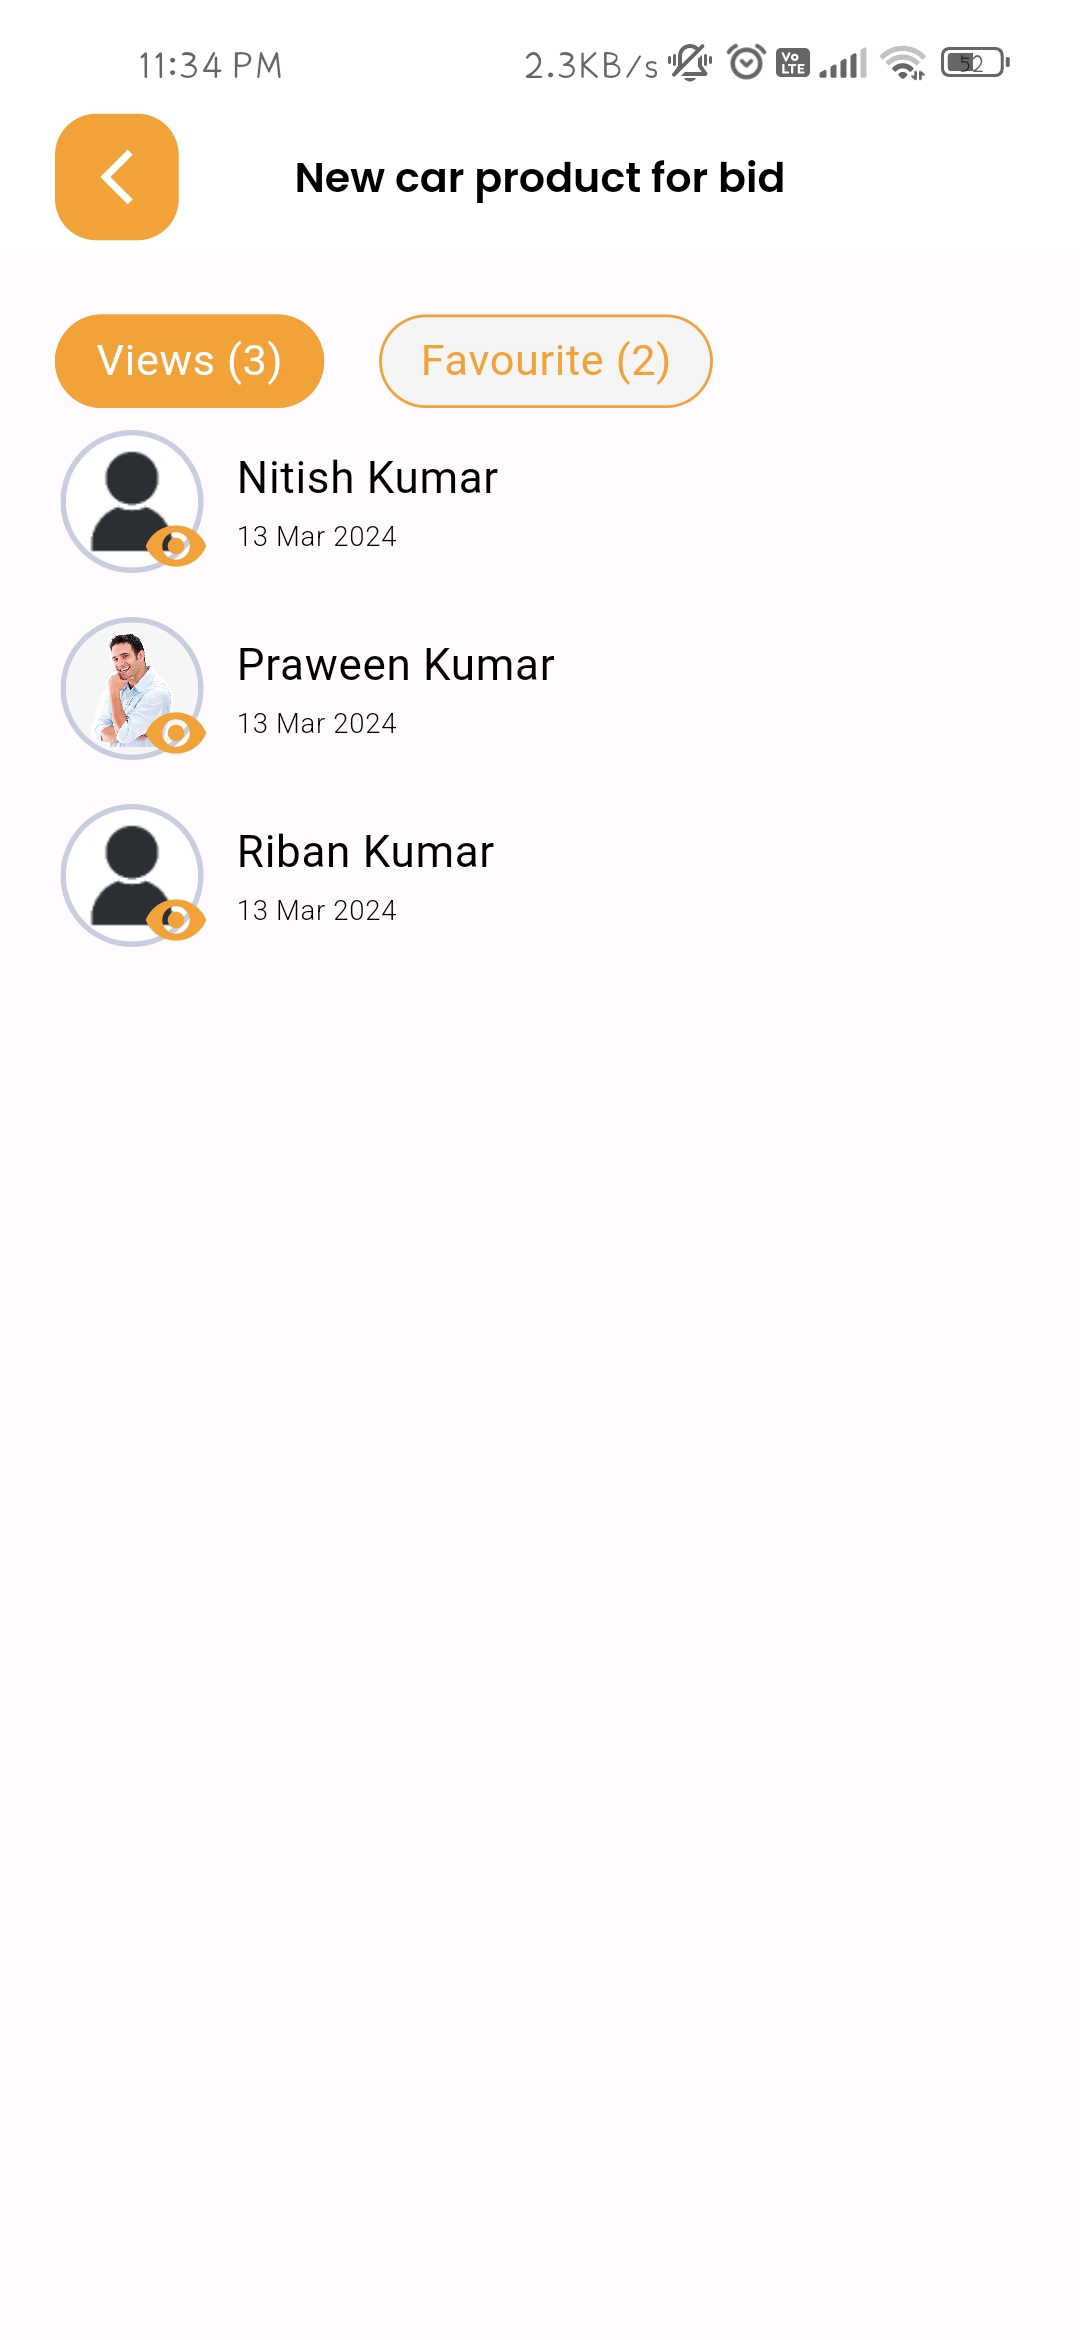 11:34 PM 2.3KB/s Vo LTE 52
New car product for bid
Views (3) Favourite (2)
Nitish Kumar
13 Mar 2024
Praween Kumar
13 Mar 2024
Riban Kumar
13 Mar 2024